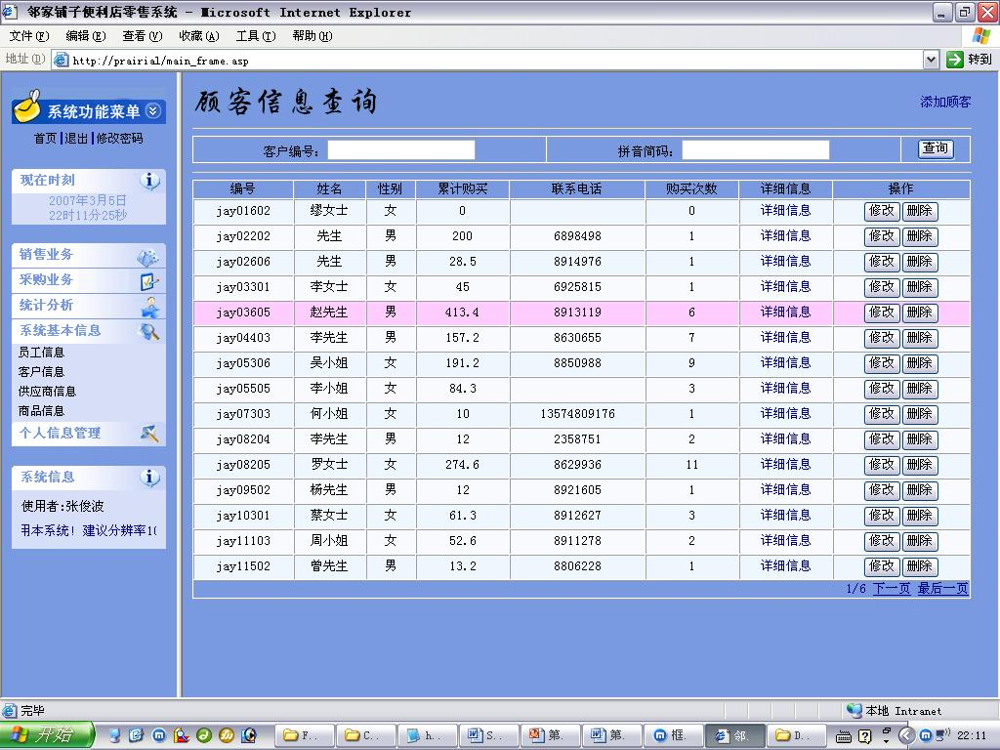 邻家铺子便利店零售系统 - Microsoft Internet Explorer
文件(F) 编辑(E) 查看(V) 收藏(A) 工具(T) 帮助(H)
地址(D) http://prairial/main_frame.asp 转到
系统功能菜单
首页|退出|修改密码
现在时刻
2007年3月5日
22时11分25秒
销售业务
采购业务
统计分析
系统基本信息
员工信息
客户信息
供应商信息
商品信息
个人信息管理
系统信息
使用者:张俊波
用本系统! 建议分辨率10
顾客信息查询
添加顾客
客户编号: 拼音简码: 查询
编号 姓名 性别 累计购买 联系电话 购买次数 详细信息 操作
jay01602 缪女士 女 0 0 详细信息 修改 删除
jay02202 先生 男 200 6898498 1 详细信息 修改 删除
jay02606 先生 男 28.5 8914976 1 详细信息 修改 删除
jay03301 李女士 女 45 6925815 1 详细信息 修改 删除
jay03605 赵先生 男 413.4 8913119 6 详细信息 修改 删除
jay04403 李先生 男 157.2 8630655 7 详细信息 修改 删除
jay05306 吴小姐 女 191.2 8850988 9 详细信息 修改 删除
jay05505 李小姐 女 84.3 3 详细信息 修改 删除
jay07303 何小姐 女 10 13574809176 1 详细信息 修改 删除
jay08204 李先生 男 12 2358751 2 详细信息 修改 删除
jay08205 罗女士 女 274.6 8629936 11 详细信息 修改 删除
jay09502 杨先生 男 12 8921605 1 详细信息 修改 删除
jay10301 蔡女士 女 61.3 8912627 3 详细信息 修改 删除
jay11103 周小姐 女 52.6 8911278 2 详细信息 修改 删除
jay11502 曾先生 男 13.2 8806228 1 详细信息 修改 删除
1/6 下一页 最后一页
完毕 本地 Intranet
开始 F.. C.. h.. S.. 第. 第. 框. 邻. D.. 22:11